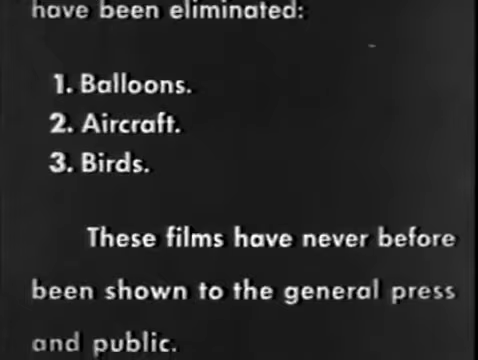 have been eliminated:
1. Balloons.
2. Aircraft.
3. Birds.
These films have never before
been shown to the general press
and public.